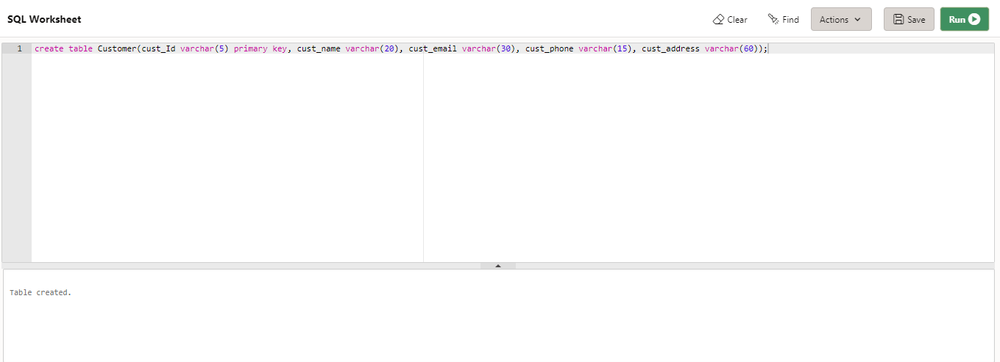 SQL Worksheet Clear Find Actions Save Run
1 create table Customer(cust_Id varchar(5) primary key, cust_name varchar(20), cust_email varchar(30), cust_phone varchar(15), cust_address varchar(60));
Table created.